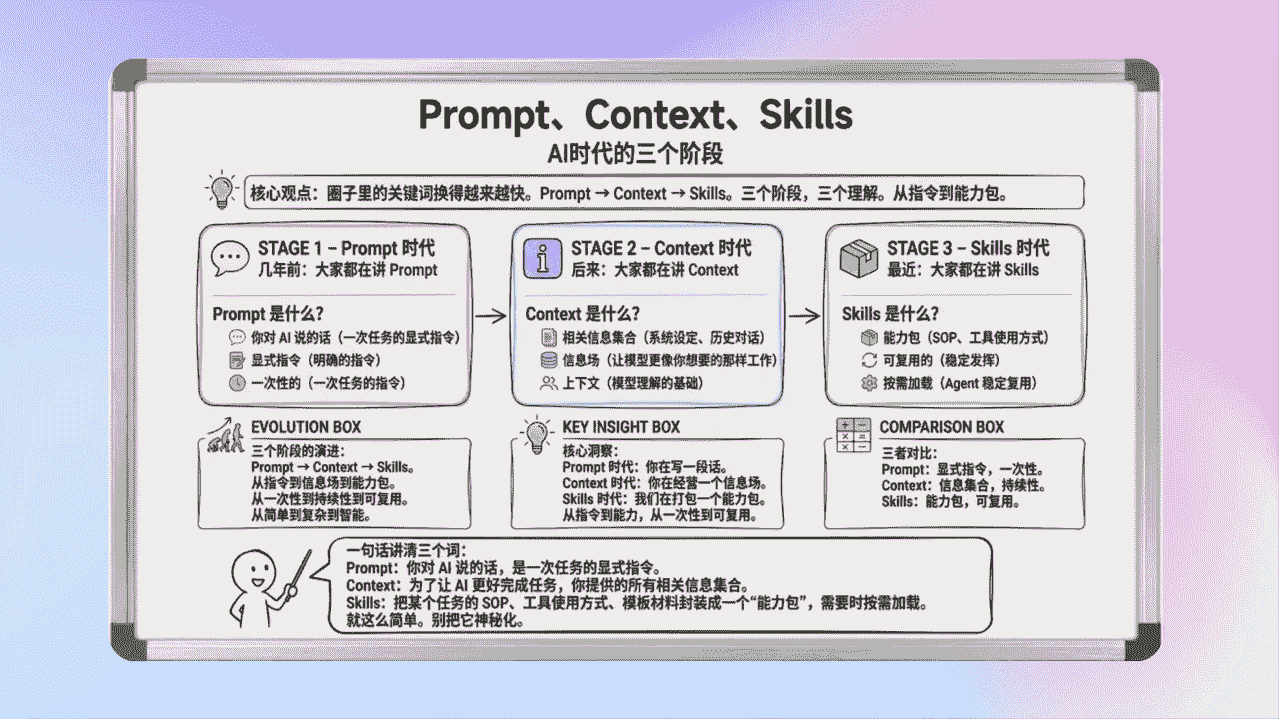 Prompt、Context、Skills
AI时代的三个阶段
核心观点：圈子里的关键词换得越来越快。Prompt → Context → Skills。三个阶段，三个理解。从指令到能力包。
STAGE 1 – Prompt 时代
几年前：大家都在讲 Prompt
Prompt 是什么？
你对 AI 说的话（一次任务的显式指令）
显式指令（明确的指令）
一次性的（一次任务的指令）
STAGE 2 – Context 时代
后来：大家都在讲 Context
Context 是什么？
相关信息集合（系统设定、历史对话）
信息场（让模型更像你想要的那样工作）
上下文（模型理解的基础）
STAGE 3 – Skills 时代
最近：大家都在讲 Skills
Skills 是什么？
能力包（SOP、工具使用方式）
可复用的（稳定发挥）
按需加载（Agent 稳定复用）
EVOLUTION BOX
三个阶段的演进：
Prompt → Context → Skills。
从指令到信息场到能力包。
从一次性到持续性到可复用。
从简单到复杂到智能。
KEY INSIGHT BOX
核心洞察：
Prompt 时代：你在写一段话。
Context 时代：你在经营一个信息场。
Skills 时代：我们在打包一个能力包。
从指令到能力，从一次性到可复用。
COMPARISON BOX
三者对比：
Prompt：显式指令，一次性。
Context：信息集合，持续性。
Skills：能力包，可复用。
一句话讲清三个词：
Prompt：你对 AI 说的话，是一次任务的显式指令。
Context：为了让 AI 更好完成任务，你提供的所有相关信息集合。
Skills：把某个任务的 SOP、工具使用方式、模板材料封装成一个“能力包”，需要时按需加载。
就这么简单。别把它神秘化。